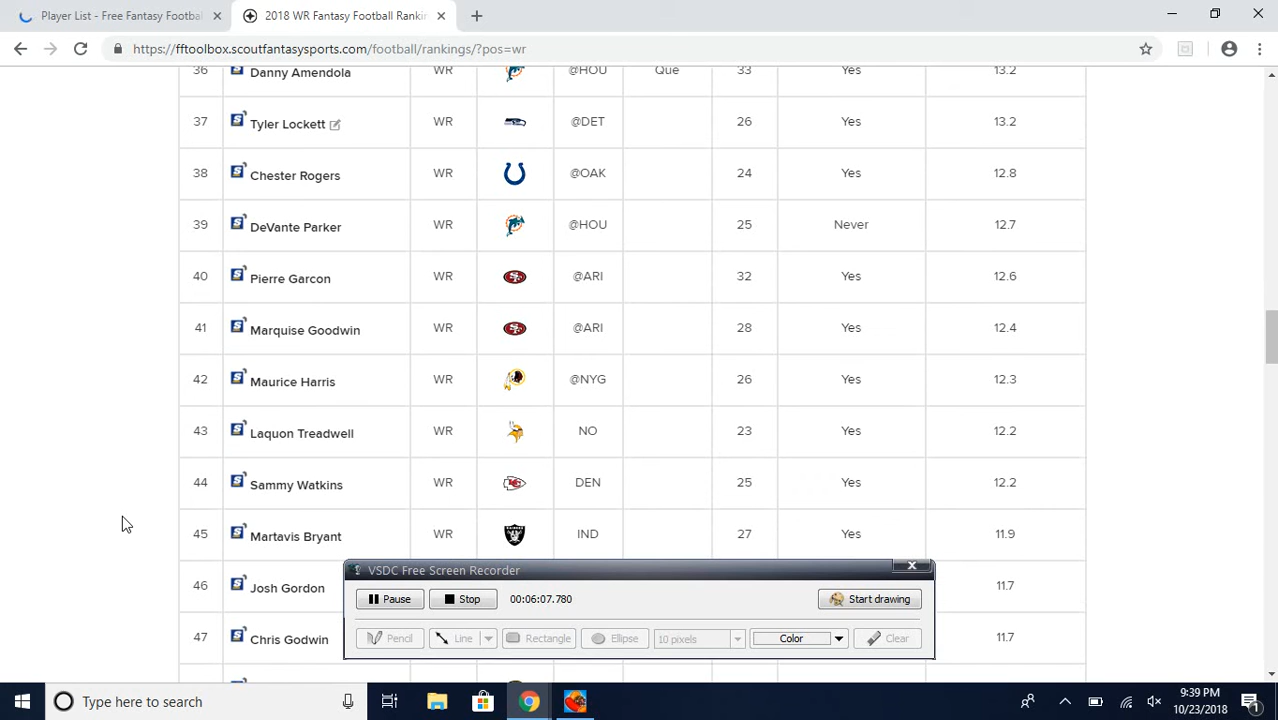 Player List - Free Fantasy Footbal
2018 WR Fantasy Football Rankin
https://fftoolbox.scoutfantasysports.com/football/rankings/?pos=wr
36 Danny Amendola WR @HOU Que 33 Yes 13.2
37 Tyler Lockett WR @DET 26 Yes 13.2
38 Chester Rogers WR @OAK 24 Yes 12.8
39 DeVante Parker WR @HOU 25 Never 12.7
40 Pierre Garcon WR @ARI 32 Yes 12.6
41 Marquise Goodwin WR @ARI 28 Yes 12.4
42 Maurice Harris WR @NYG 26 Yes 12.3
43 Laquon Treadwell WR NO 23 Yes 12.2
44 Sammy Watkins WR DEN 25 Yes 12.2
45 Martavis Bryant WR IND 27 Yes 11.9
46 Josh Gordon 11.7
47 Chris Godwin 11.7
VSDC Free Screen Recorder
Pause Stop 00:06:07.780 Start drawing
Pencil Line Rectangle Ellipse 10 pixels Color Clear
Type here to search
9:39 PM
10/23/2018
1